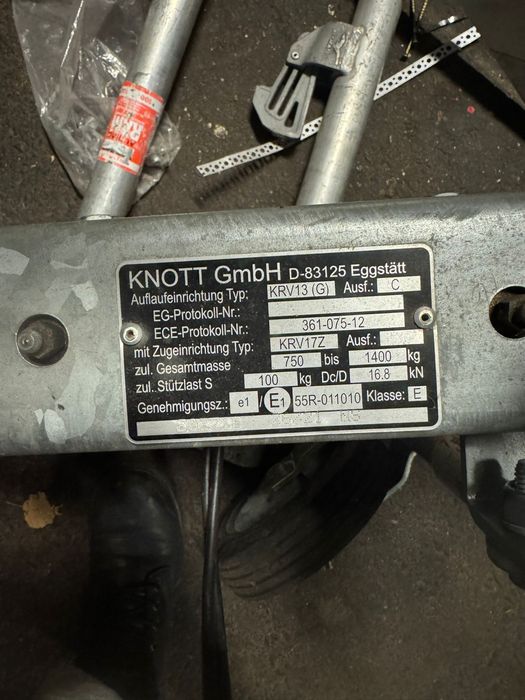 KNOTT GmbH D-83125 Eggstätt
Auflaufeinrichtung Typ: KRV13 (G) Ausf.: C
EG-Protokoll-Nr.:
ECE-Protokoll-Nr.: 361-075-12
mit Zugeinrichtung Typ: KRV17Z Ausf.:
zul. Gesamtmasse 750 bis 1400 kg
zul. Stützlast S 100 kg Dc/D 16.8 kN
Genehmigungsz.: e1 / E1 55R-011010 Klasse: E